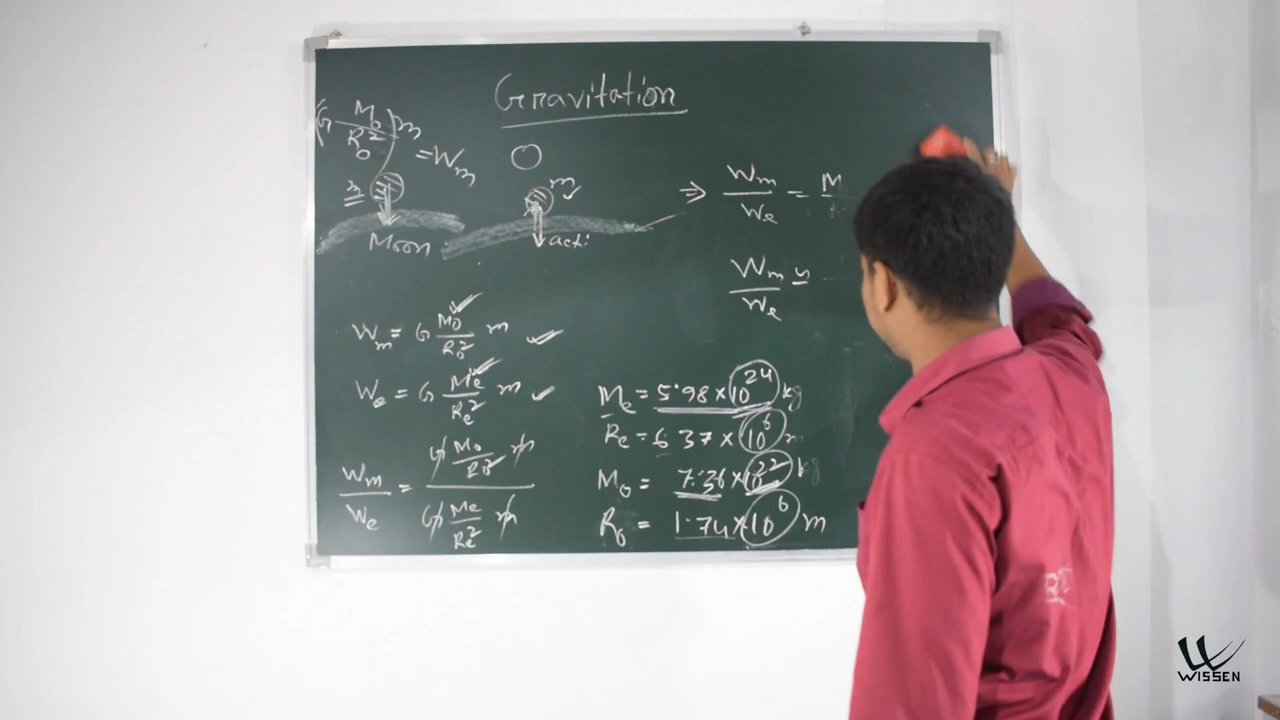 Gravitation
(G M₀/R₀²) m = Wm
m
m
Moon
acti
⇒ Wm/We = M
Wm/We =
Wm = G M₀/R₀² m ✓
We = G Me/Re² m ✓
Wm/We = G M₀/R₀² m / G Me/Re² m
Me = 5.98 × 10²⁴ kg
Re = 6 37 × 10⁶ m
M₀ = 7.36 × 10²² kg
R₀ = 1.74 × 10⁶ m
WISSEN